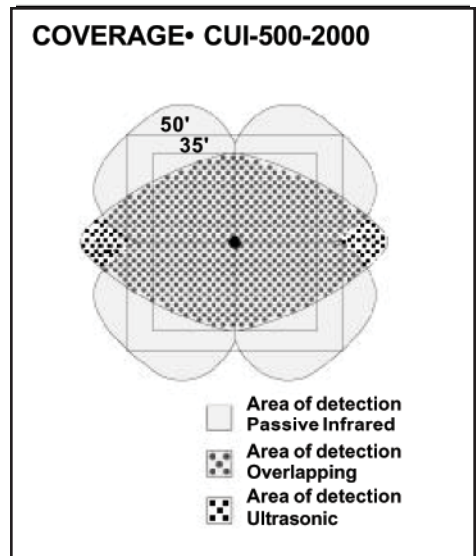 COVERAGE• CUI-500-2000
50'
35'
Area of detection
Passive Infrared
Area of detection
Overlapping
Area of detection
Ultrasonic